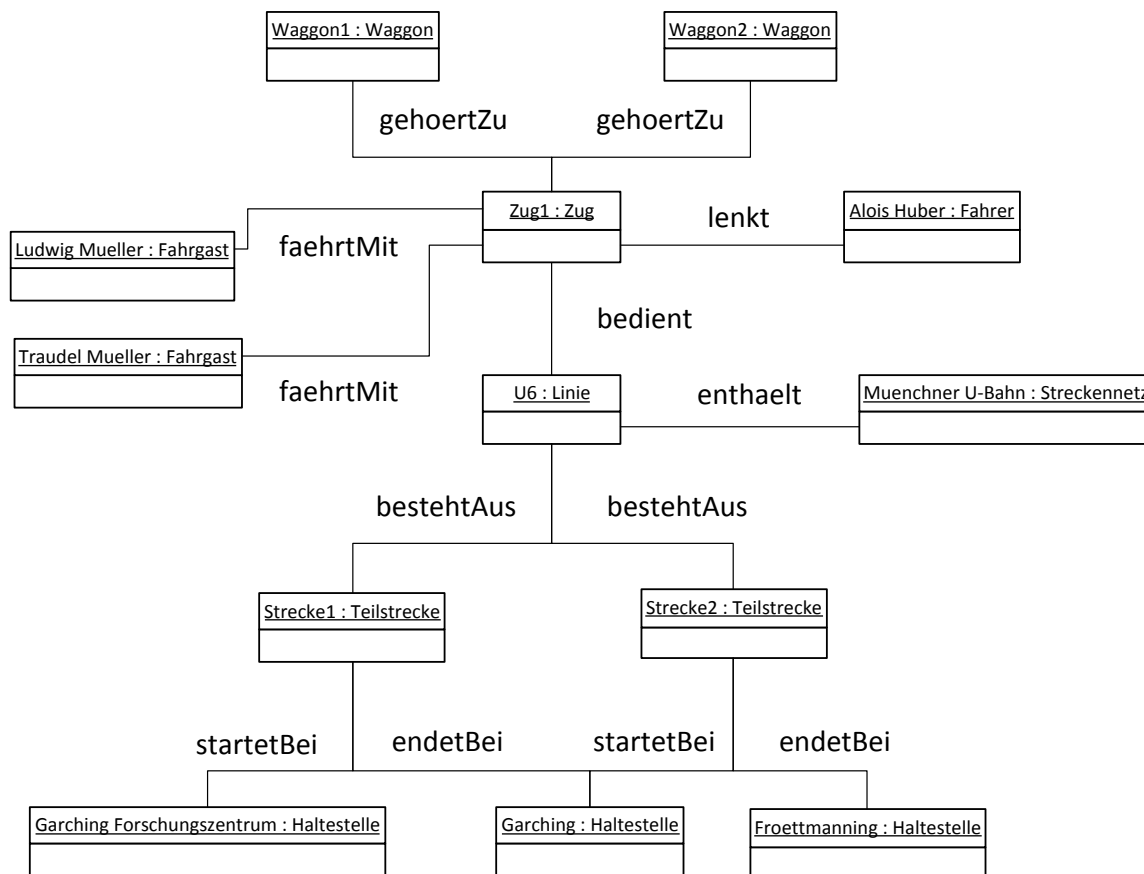 Waggon1 : Waggon
Waggon2 : Waggon
gehoertZu
gehoertZu
Zug1 : Zug
lenkt
Alois Huber : Fahrer
Ludwig Mueller : Fahrgast
faehrtMit
bedient
Traudel Mueller : Fahrgast
faehrtMit
U6 : Linie
enthaelt
Muenchner U-Bahn : Streckennetz
bestehtAus
bestehtAus
Strecke1 : Teilstrecke
Strecke2 : Teilstrecke
startetBei
endetBei
startetBei
endetBei
Garching Forschungszentrum : Haltestelle
Garching : Haltestelle
Froettmanning : Haltestelle